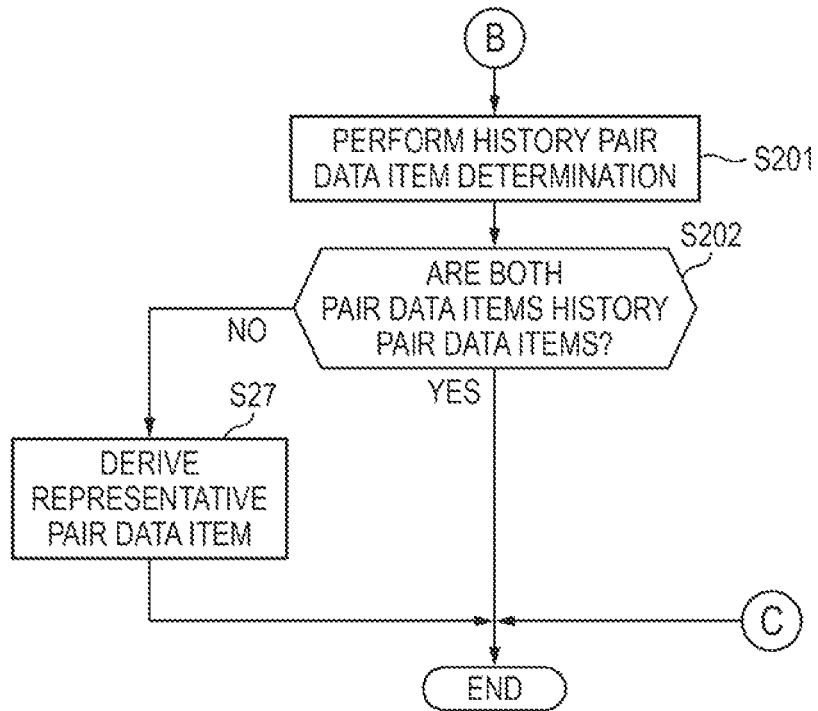 B
PERFORM HISTORY PAIR
DATA ITEM DETERMINATION
S201
S202
ARE BOTH
PAIR DATA ITEMS HISTORY
PAIR DATA ITEMS?
NO
YES
S27
DERIVE
REPRESENTATIVE
PAIR DATA ITEM
C
END